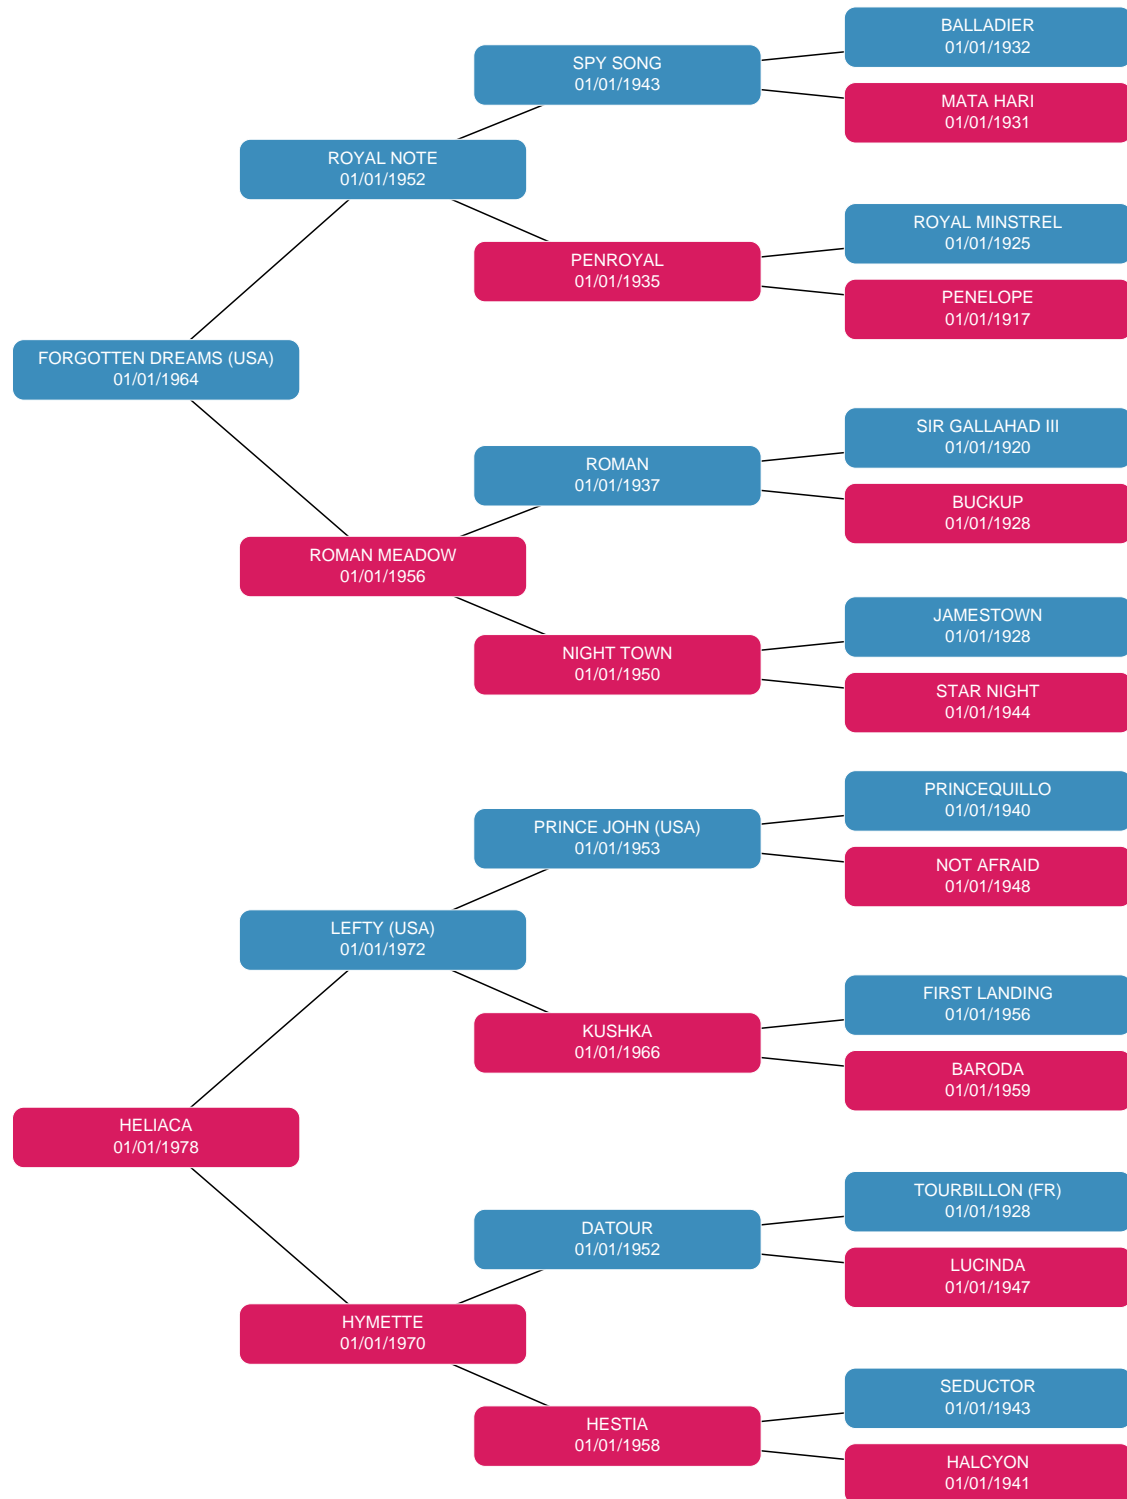 BALLADIER
01/01/1932
SPY SONG
01/01/1943
MATA HARI
01/01/1931
ROYAL NOTE
01/01/1952
ROYAL MINSTREL
01/01/1925
PENROYAL
01/01/1935
PENELOPE
01/01/1917
FORGOTTEN DREAMS (USA)
01/01/1964
SIR GALLAHAD III
01/01/1920
ROMAN
01/01/1937
BUCKUP
01/01/1928
ROMAN MEADOW
01/01/1956
JAMESTOWN
01/01/1928
NIGHT TOWN
01/01/1950
STAR NIGHT
01/01/1944
PRINCEQUILLO
01/01/1940
PRINCE JOHN (USA)
01/01/1953
NOT AFRAID
01/01/1948
LEFTY (USA)
01/01/1972
FIRST LANDING
01/01/1956
KUSHKA
01/01/1966
BARODA
01/01/1959
HELIACA
01/01/1978
TOURBILLON (FR)
01/01/1928
DATOUR
01/01/1952
LUCINDA
01/01/1947
HYMETTE
01/01/1970
SEDUCTOR
01/01/1943
HESTIA
01/01/1958
HALCYON
01/01/1941